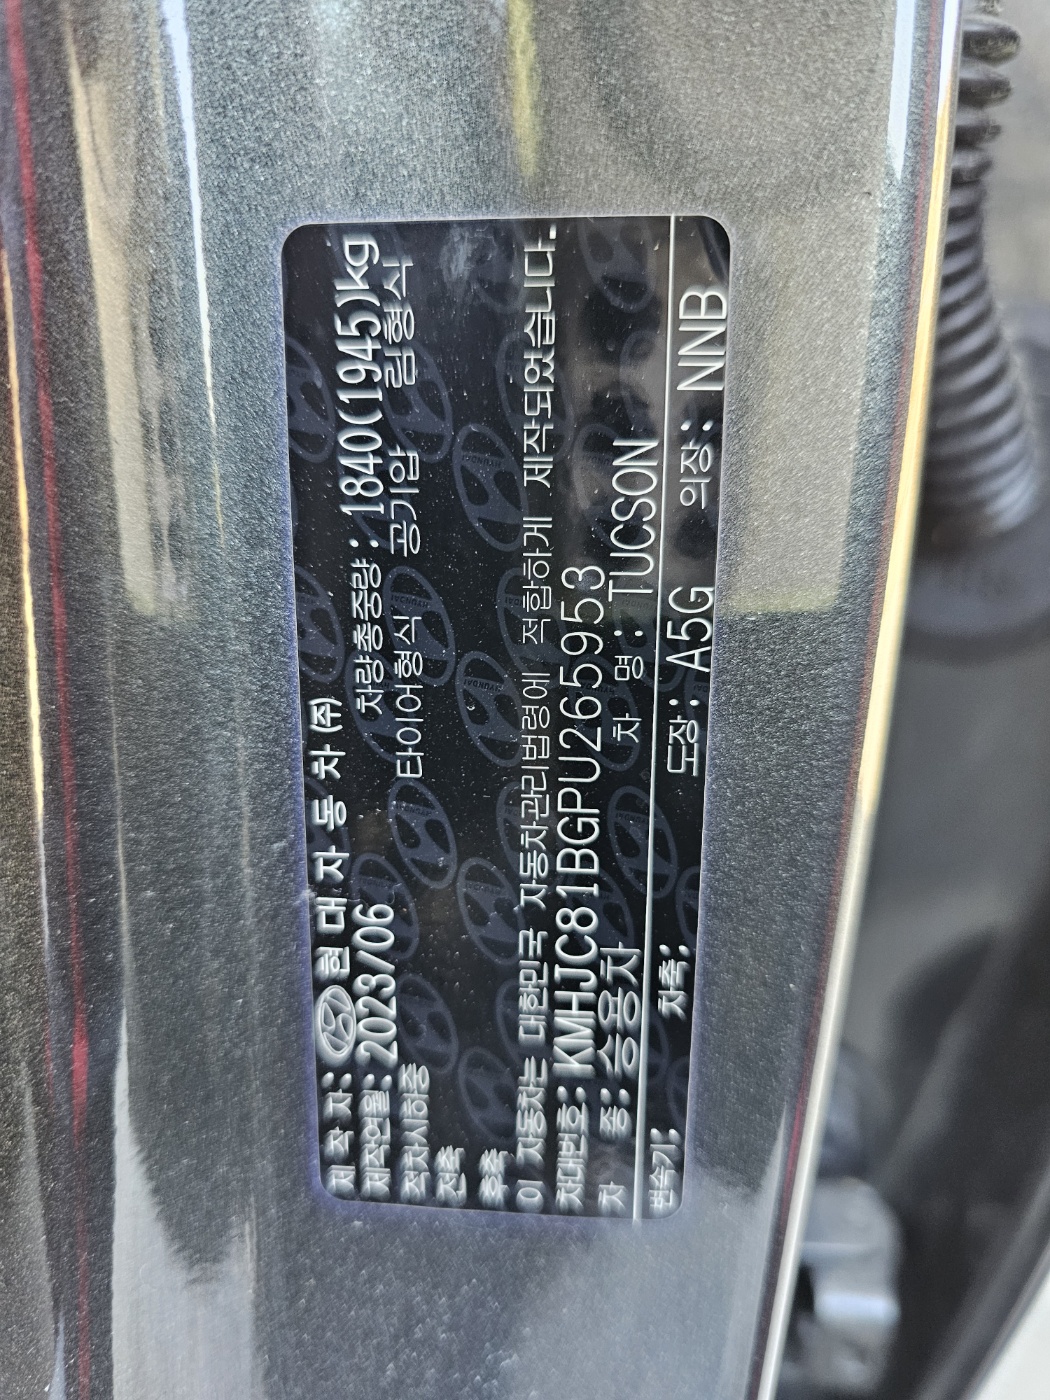 제 작 자: HYUNDAI 현 대 자 동 차 ㈜
제작연월: 2023/06 차량총중량: 1840(1945)kg
적차시하중 타이어형식 공기압 림형식
전축
후축
이 자동차는 대한민국 자동차관리법령에 적합하게 제작되었습니다.
차대번호: KMHJC81BGPU265953
차 종: 승용차 차 명: TUCSON
변속기: 차축: 도장: A5G 의장: NNB